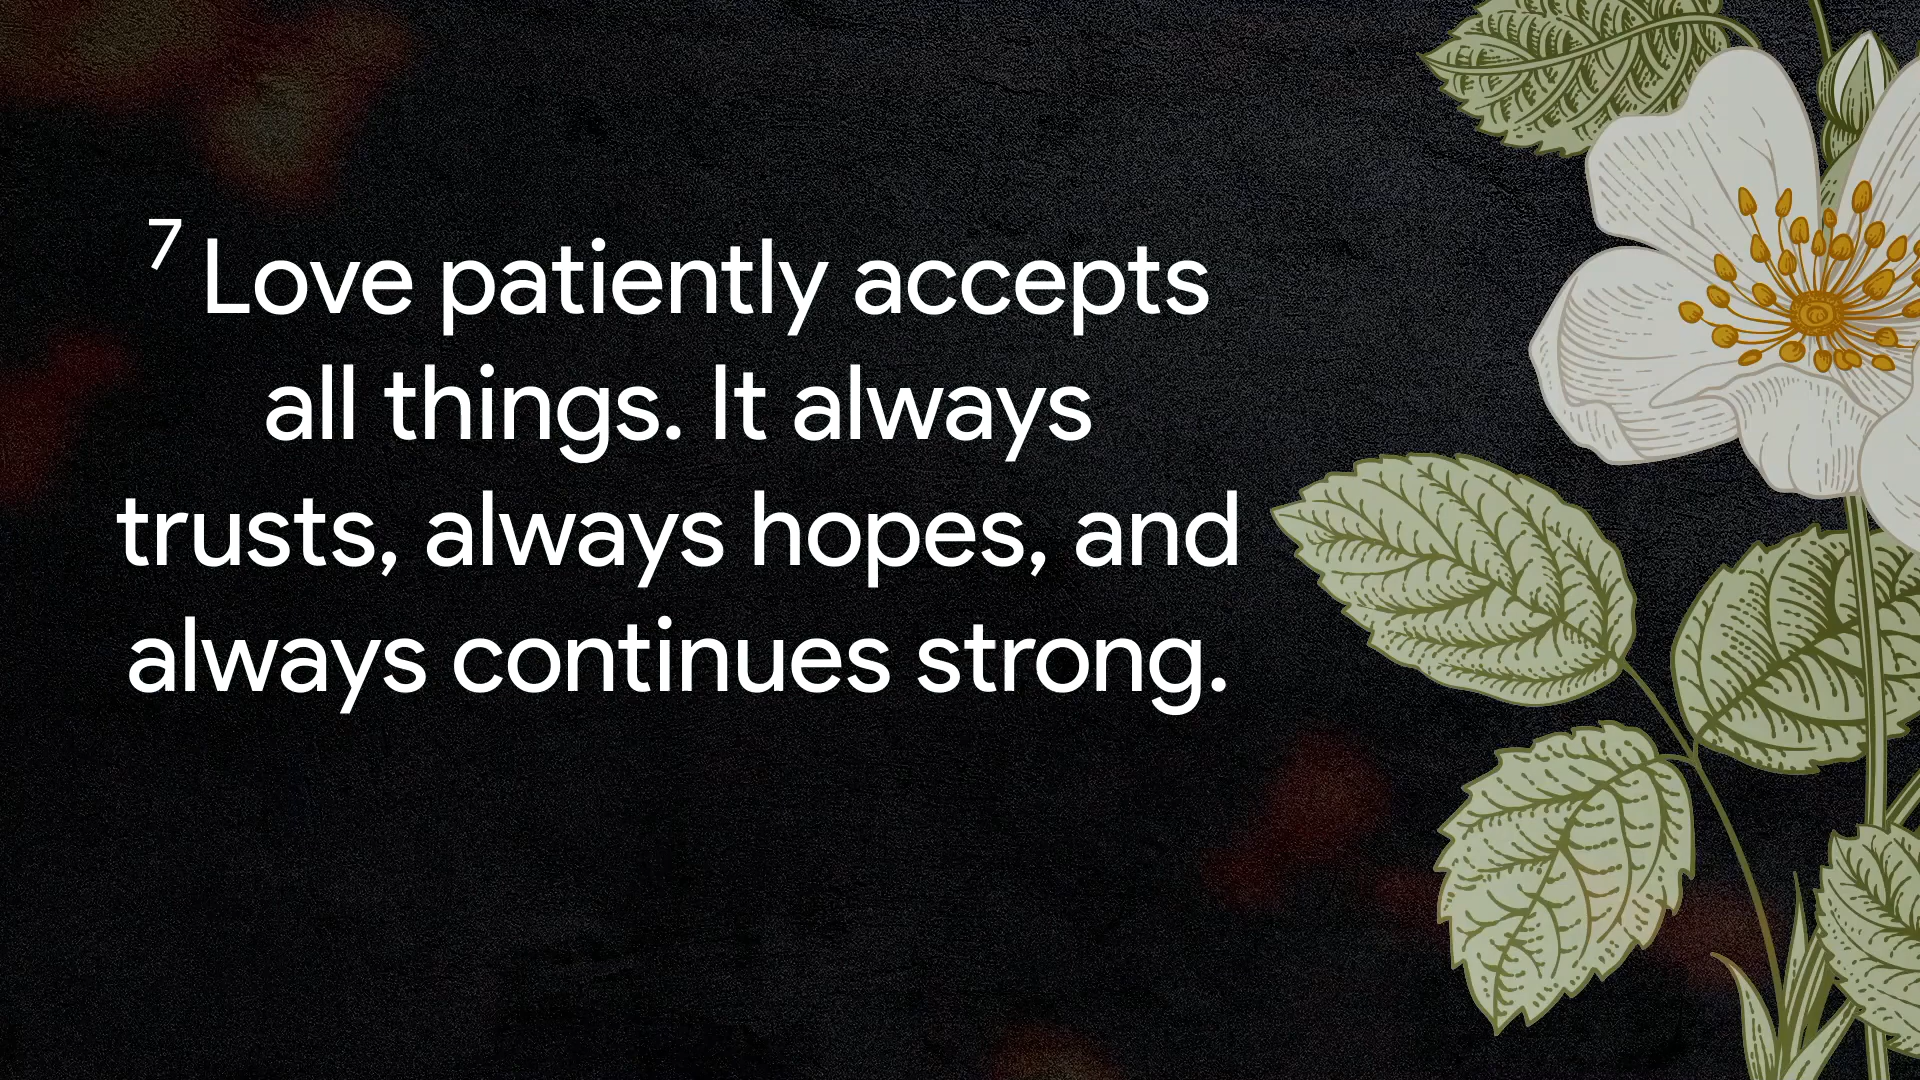 7 Love patiently accepts
all things. It always
trusts, always hopes, and
always continues strong.